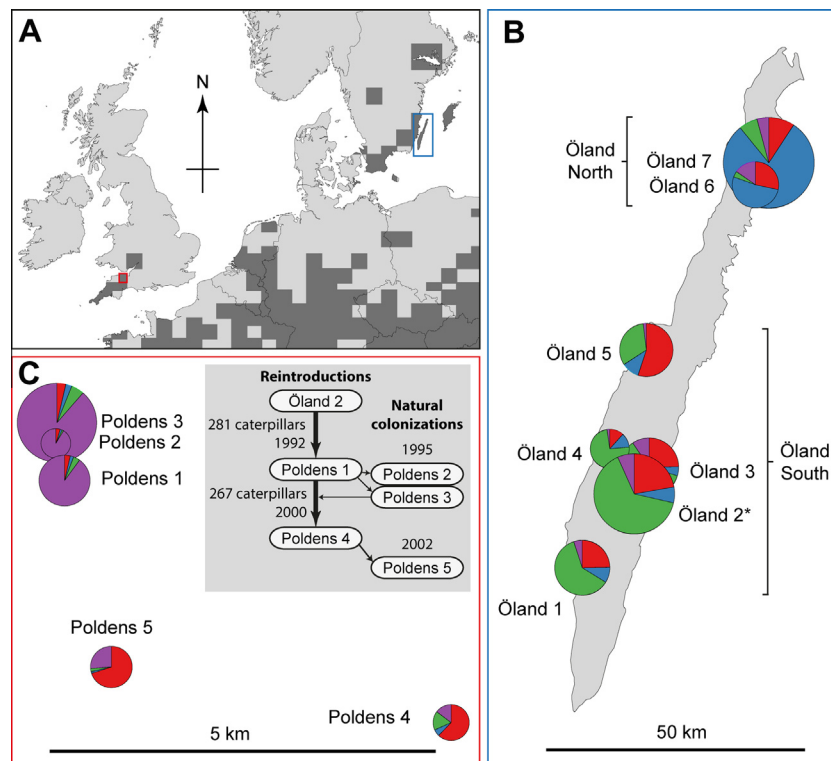 A
N
B
Öland
North
Öland 7
Öland 6
Öland 5
Öland 4
Öland 3
Öland 2*
Öland
South
Öland 1
50 km
C
Poldens 3
Poldens 2
Poldens 1
Reintroductions
Öland 2
281 caterpillars
1992
Natural
colonizations
1995
Poldens 1
Poldens 2
Poldens 3
267 caterpillars
2000
Poldens 4
2002
Poldens 5
Poldens 5
Poldens 4
5 km